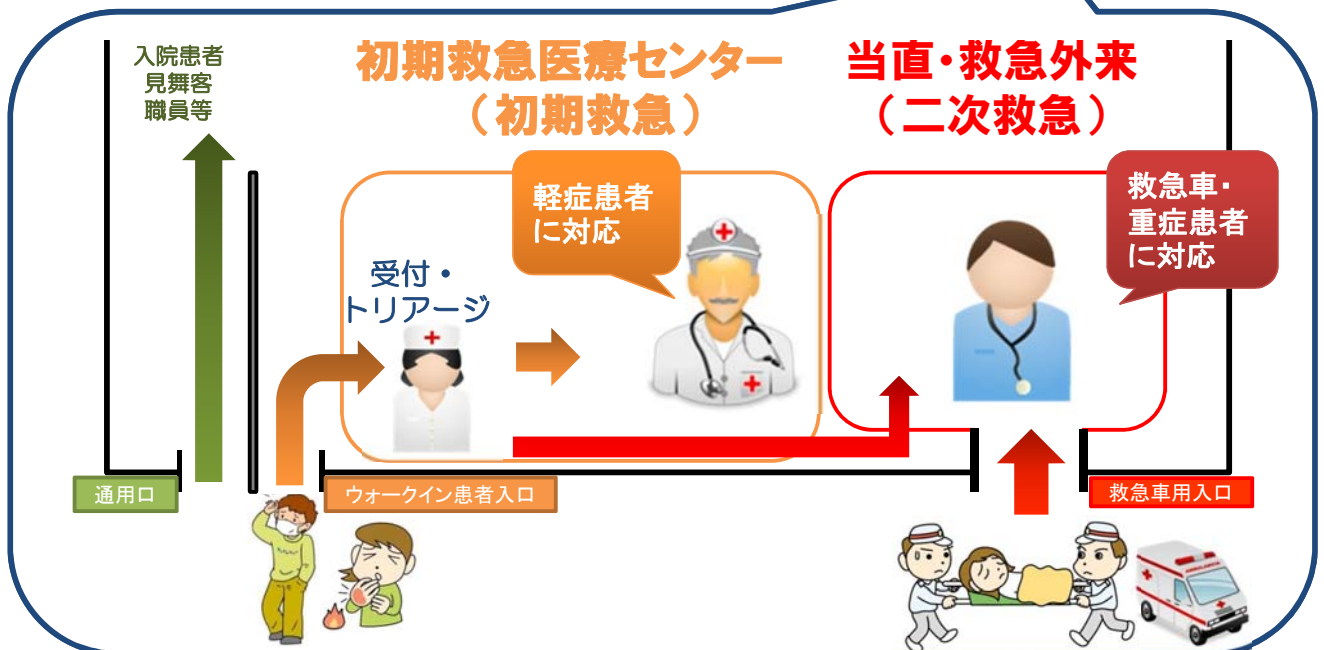 入院患者
見舞客
職員等
初期救急医療センター
（初期救急）
当直・救急外来
（二次救急）
軽症患者
に対応
救急車・
重症患者
に対応
受付・
トリアージ
通用口
ウォークイン患者入口
救急車用入口
AMBULANCE